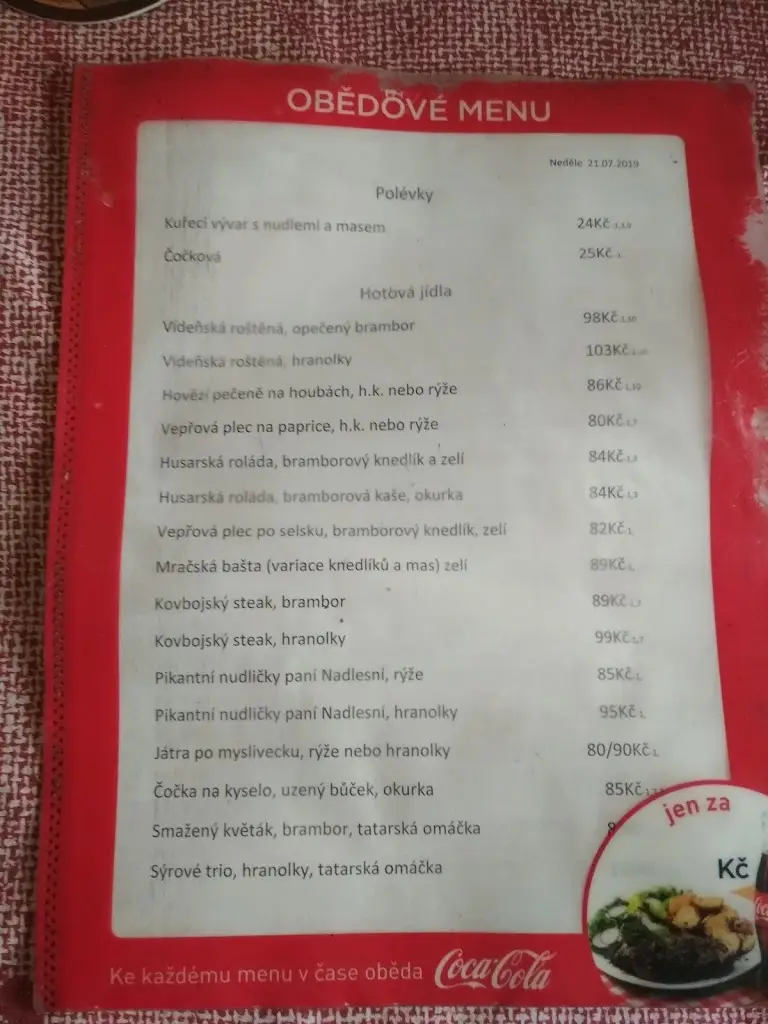 OBĚDOVÉ MENU
Neděle 21.07.2019
Polévky
Kuřecí vývar s nudlemi a masem 24Kč
Čočková 25Kč
Hotová jídla
Vídeňská roštěná, opečený brambor 98Kč
Vídeňská roštěná, hranolky 103Kč
Hovězí pečeně na houbách, h.k. nebo rýže 86Kč
Vepřová plec na paprice, h.k. nebo rýže 80Kč
Husarská roláda, bramborový knedlík a zelí 84Kč
Husarská roláda, bramborová kaše, okurka 84Kč
Vepřová plec po selsku, bramborový knedlík, zelí 82Kč
Mračská bašta (variace knedlíků a mas) zelí 89Kč
Kovbojský steak, brambor 89Kč
Kovbojský steak, hranolky 99Kč
Pikantní nudličky paní Nadlesní, rýže 85Kč
Pikantní nudličky paní Nadlesní, hranolky 95Kč
Játra po myslivecku, rýže nebo hranolky 80/90Kč
Čočka na kyselo, uzený bůček, okurka 85Kč
Smažený květák, brambor, tatarská omáčka
Sýrové trio, hranolky, tatarská omáčka
jen za
Kč
Ke každému menu v čase oběda Coca-Cola